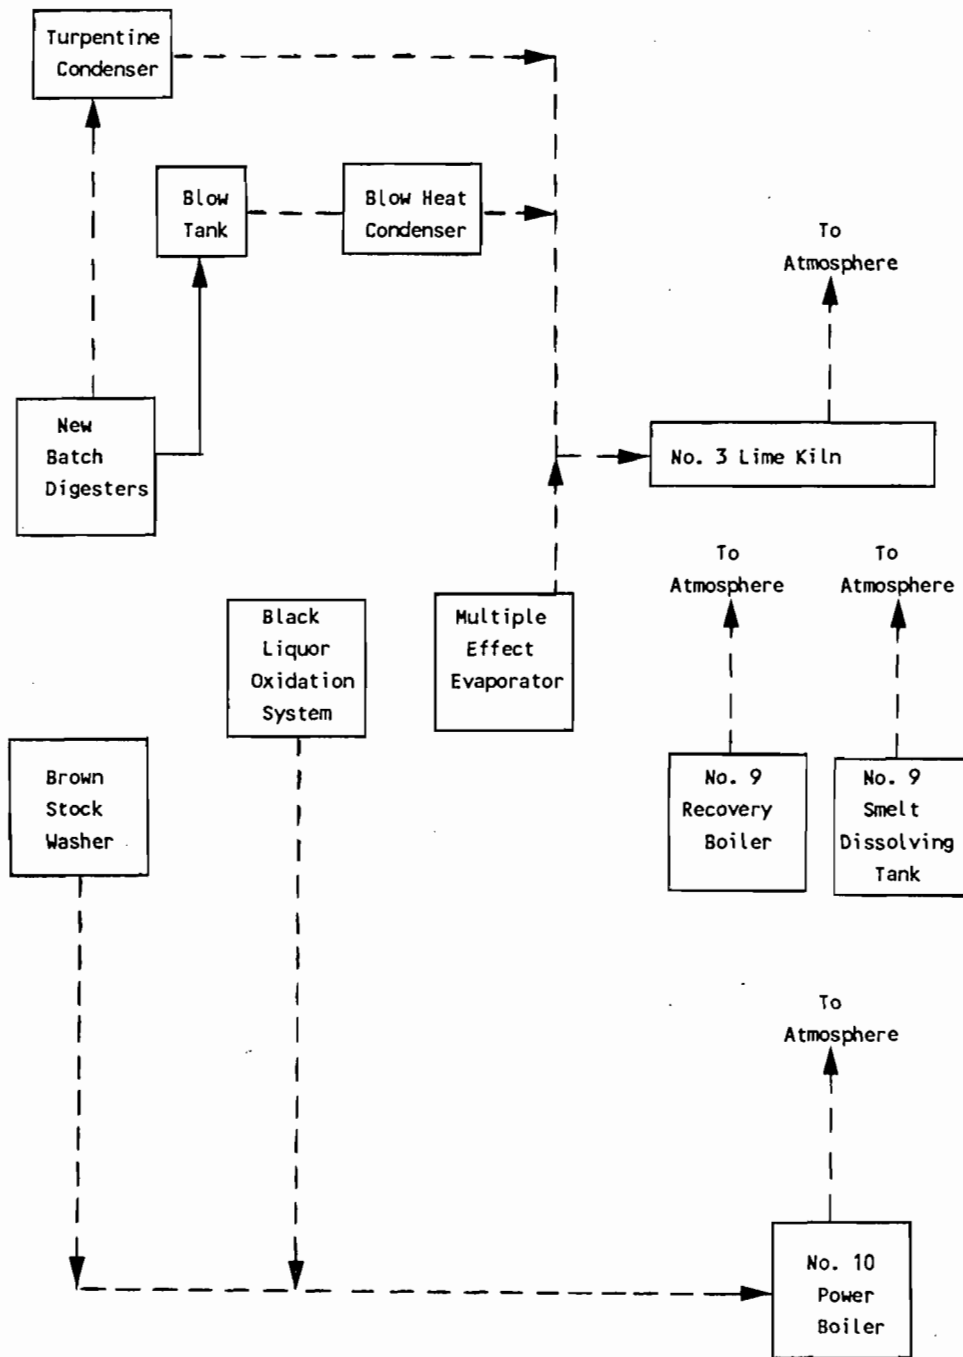 Turpentine
Condenser
Blow
Tank
Blow Heat
Condenser
To
Atmosphere
New
Batch
Digesters
No. 3 Lime Kiln
To
Atmosphere
To
Atmosphere
Black
Liquor
Oxidation
System
Multiple
Effect
Evaporator
Brown
Stock
Washer
No. 9
Recovery
Boiler
No. 9
Smelt
Dissolving
Tank
To
Atmosphere
No. 10
Power
Boiler